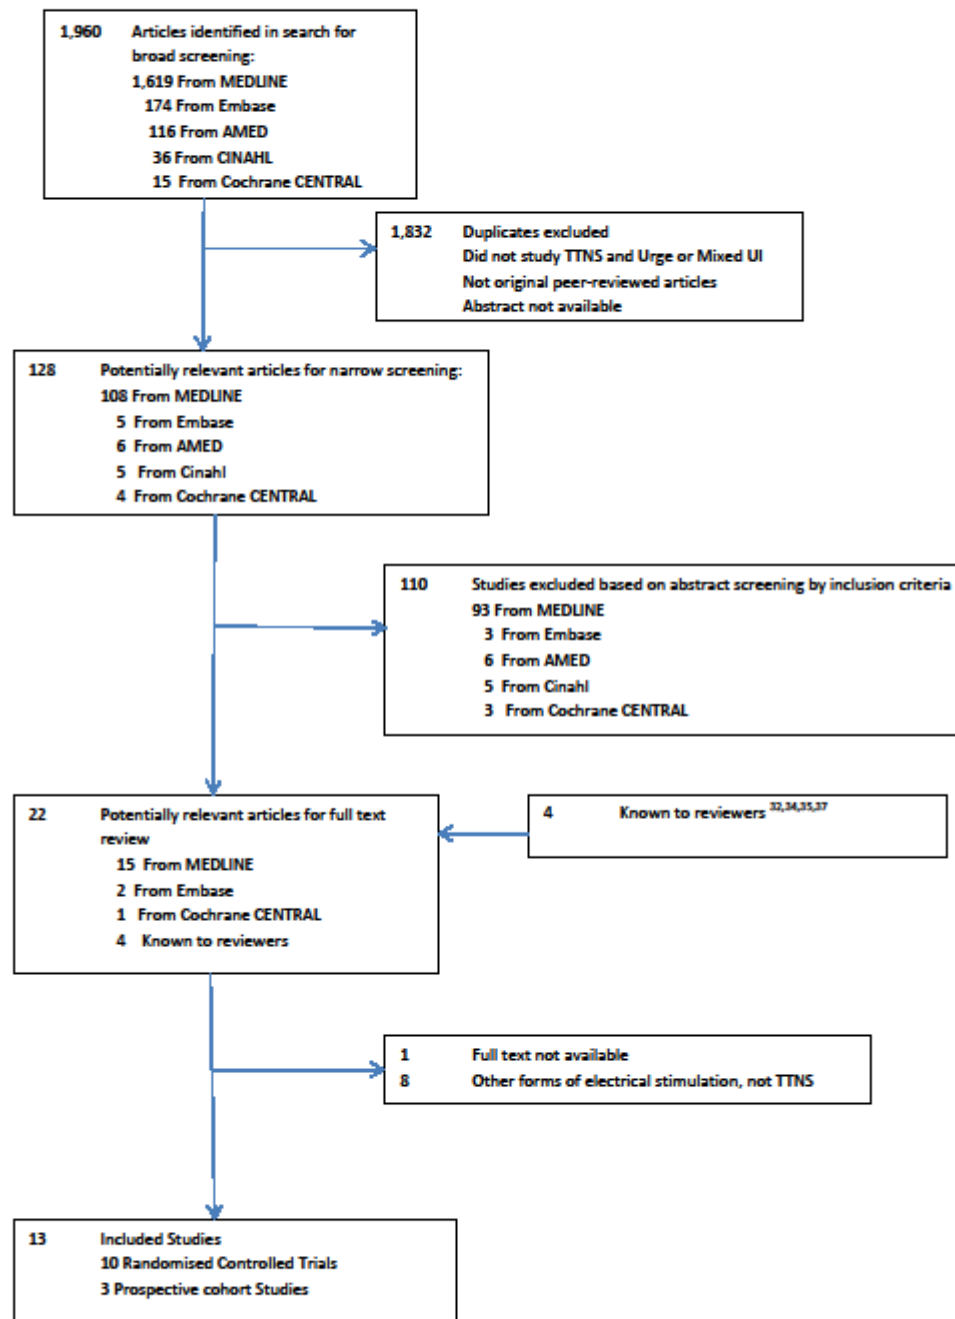 1,960 Articles identified in search for
broad screening:
1,619 From MEDLINE
174 From Embase
116 From AMED
36 From CINAHL
15 From Cochrane CENTRAL
1,832 Duplicates excluded
Did not study TTNS and Urge or Mixed UI
Not original peer-reviewed articles
Abstract not available
128 Potentially relevant articles for narrow screening:
108 From MEDLINE
5 From Embase
6 From AMED
5 From Cinahl
4 From Cochrane CENTRAL
110 Studies excluded based on abstract screening by inclusion criteria
93 From MEDLINE
3 From Embase
6 From AMED
5 From Cinahl
3 From Cochrane CENTRAL
22 Potentially relevant articles for full text
review
15 From MEDLINE
2 From Embase
1 From Cochrane CENTRAL
4 Known to reviewers
4 Known to reviewers 32,34,35,37
1 Full text not available
8 Other forms of electrical stimulation, not TTNS
13 Included Studies
10 Randomised Controlled Trials
3 Prospective cohort Studies